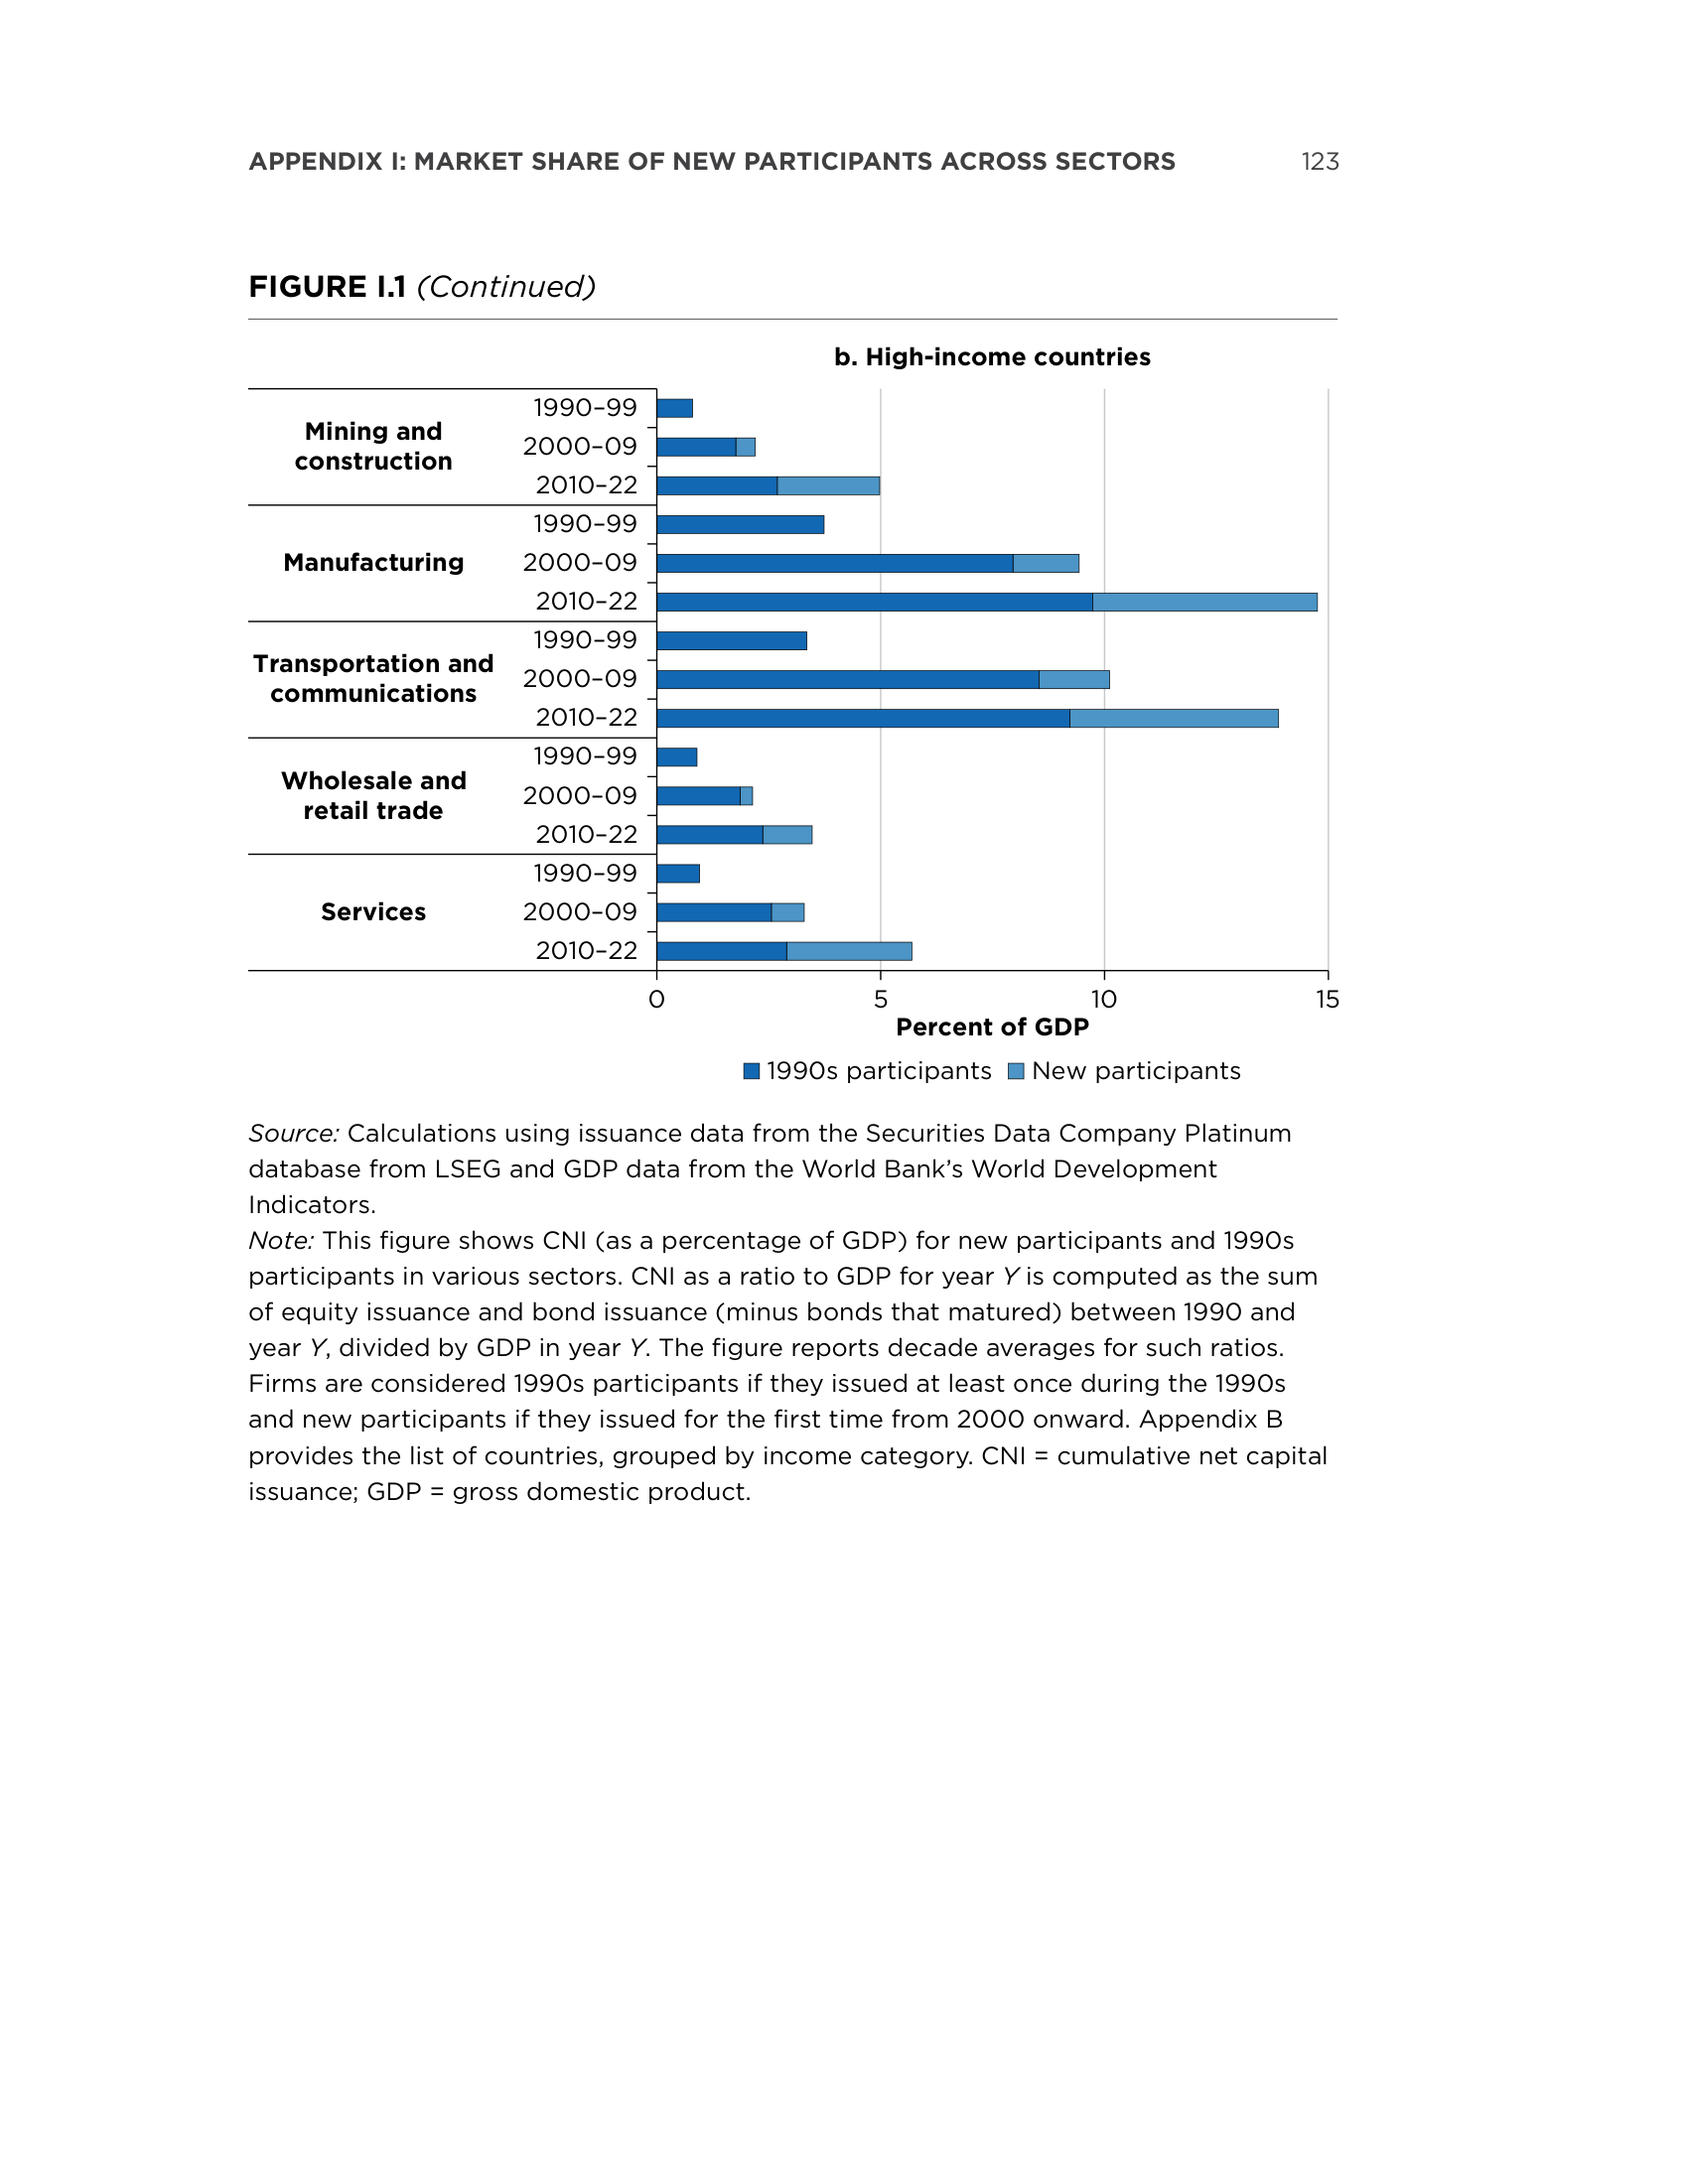 APPENDIX I: MARKET SHARE OF NEW PARTICIPANTS ACROSS SECTORS 123
FIGURE I.1 (Continued)
b. High-income countries
Mining and
construction
1990–99
2000–09
2010–22
Manufacturing
1990–99
2000–09
2010–22
Transportation and
communications
1990–99
2000–09
2010–22
Wholesale and
retail trade
1990–99
2000–09
2010–22
Services
1990–99
2000–09
2010–22
0 5 10 15
Percent of GDP
1990s participants New participants
Source: Calculations using issuance data from the Securities Data Company Platinum
database from LSEG and GDP data from the World Bank’s World Development
Indicators.
Note: This figure shows CNI (as a percentage of GDP) for new participants and 1990s
participants in various sectors. CNI as a ratio to GDP for year Y is computed as the sum
of equity issuance and bond issuance (minus bonds that matured) between 1990 and
year Y, divided by GDP in year Y. The figure reports decade averages for such ratios.
Firms are considered 1990s participants if they issued at least once during the 1990s
and new participants if they issued for the first time from 2000 onward. Appendix B
provides the list of countries, grouped by income category. CNI = cumulative net capital
issuance; GDP = gross domestic product.